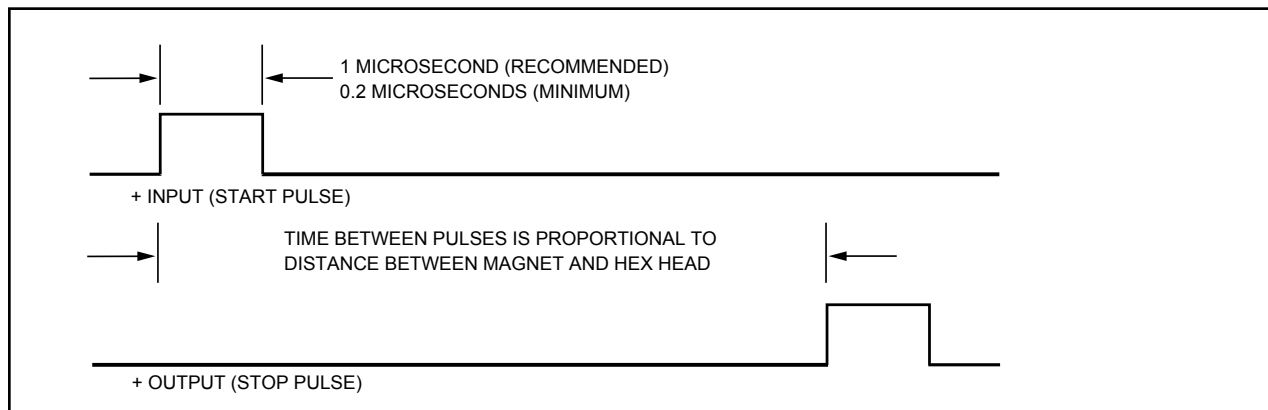 1 MICROSECOND (RECOMMENDED)
0.2 MICROSECONDS (MINIMUM)
+ INPUT (START PULSE)
TIME BETWEEN PULSES IS PROPORTIONAL TO
DISTANCE BETWEEN MAGNET AND HEX HEAD
+ OUTPUT (STOP PULSE)